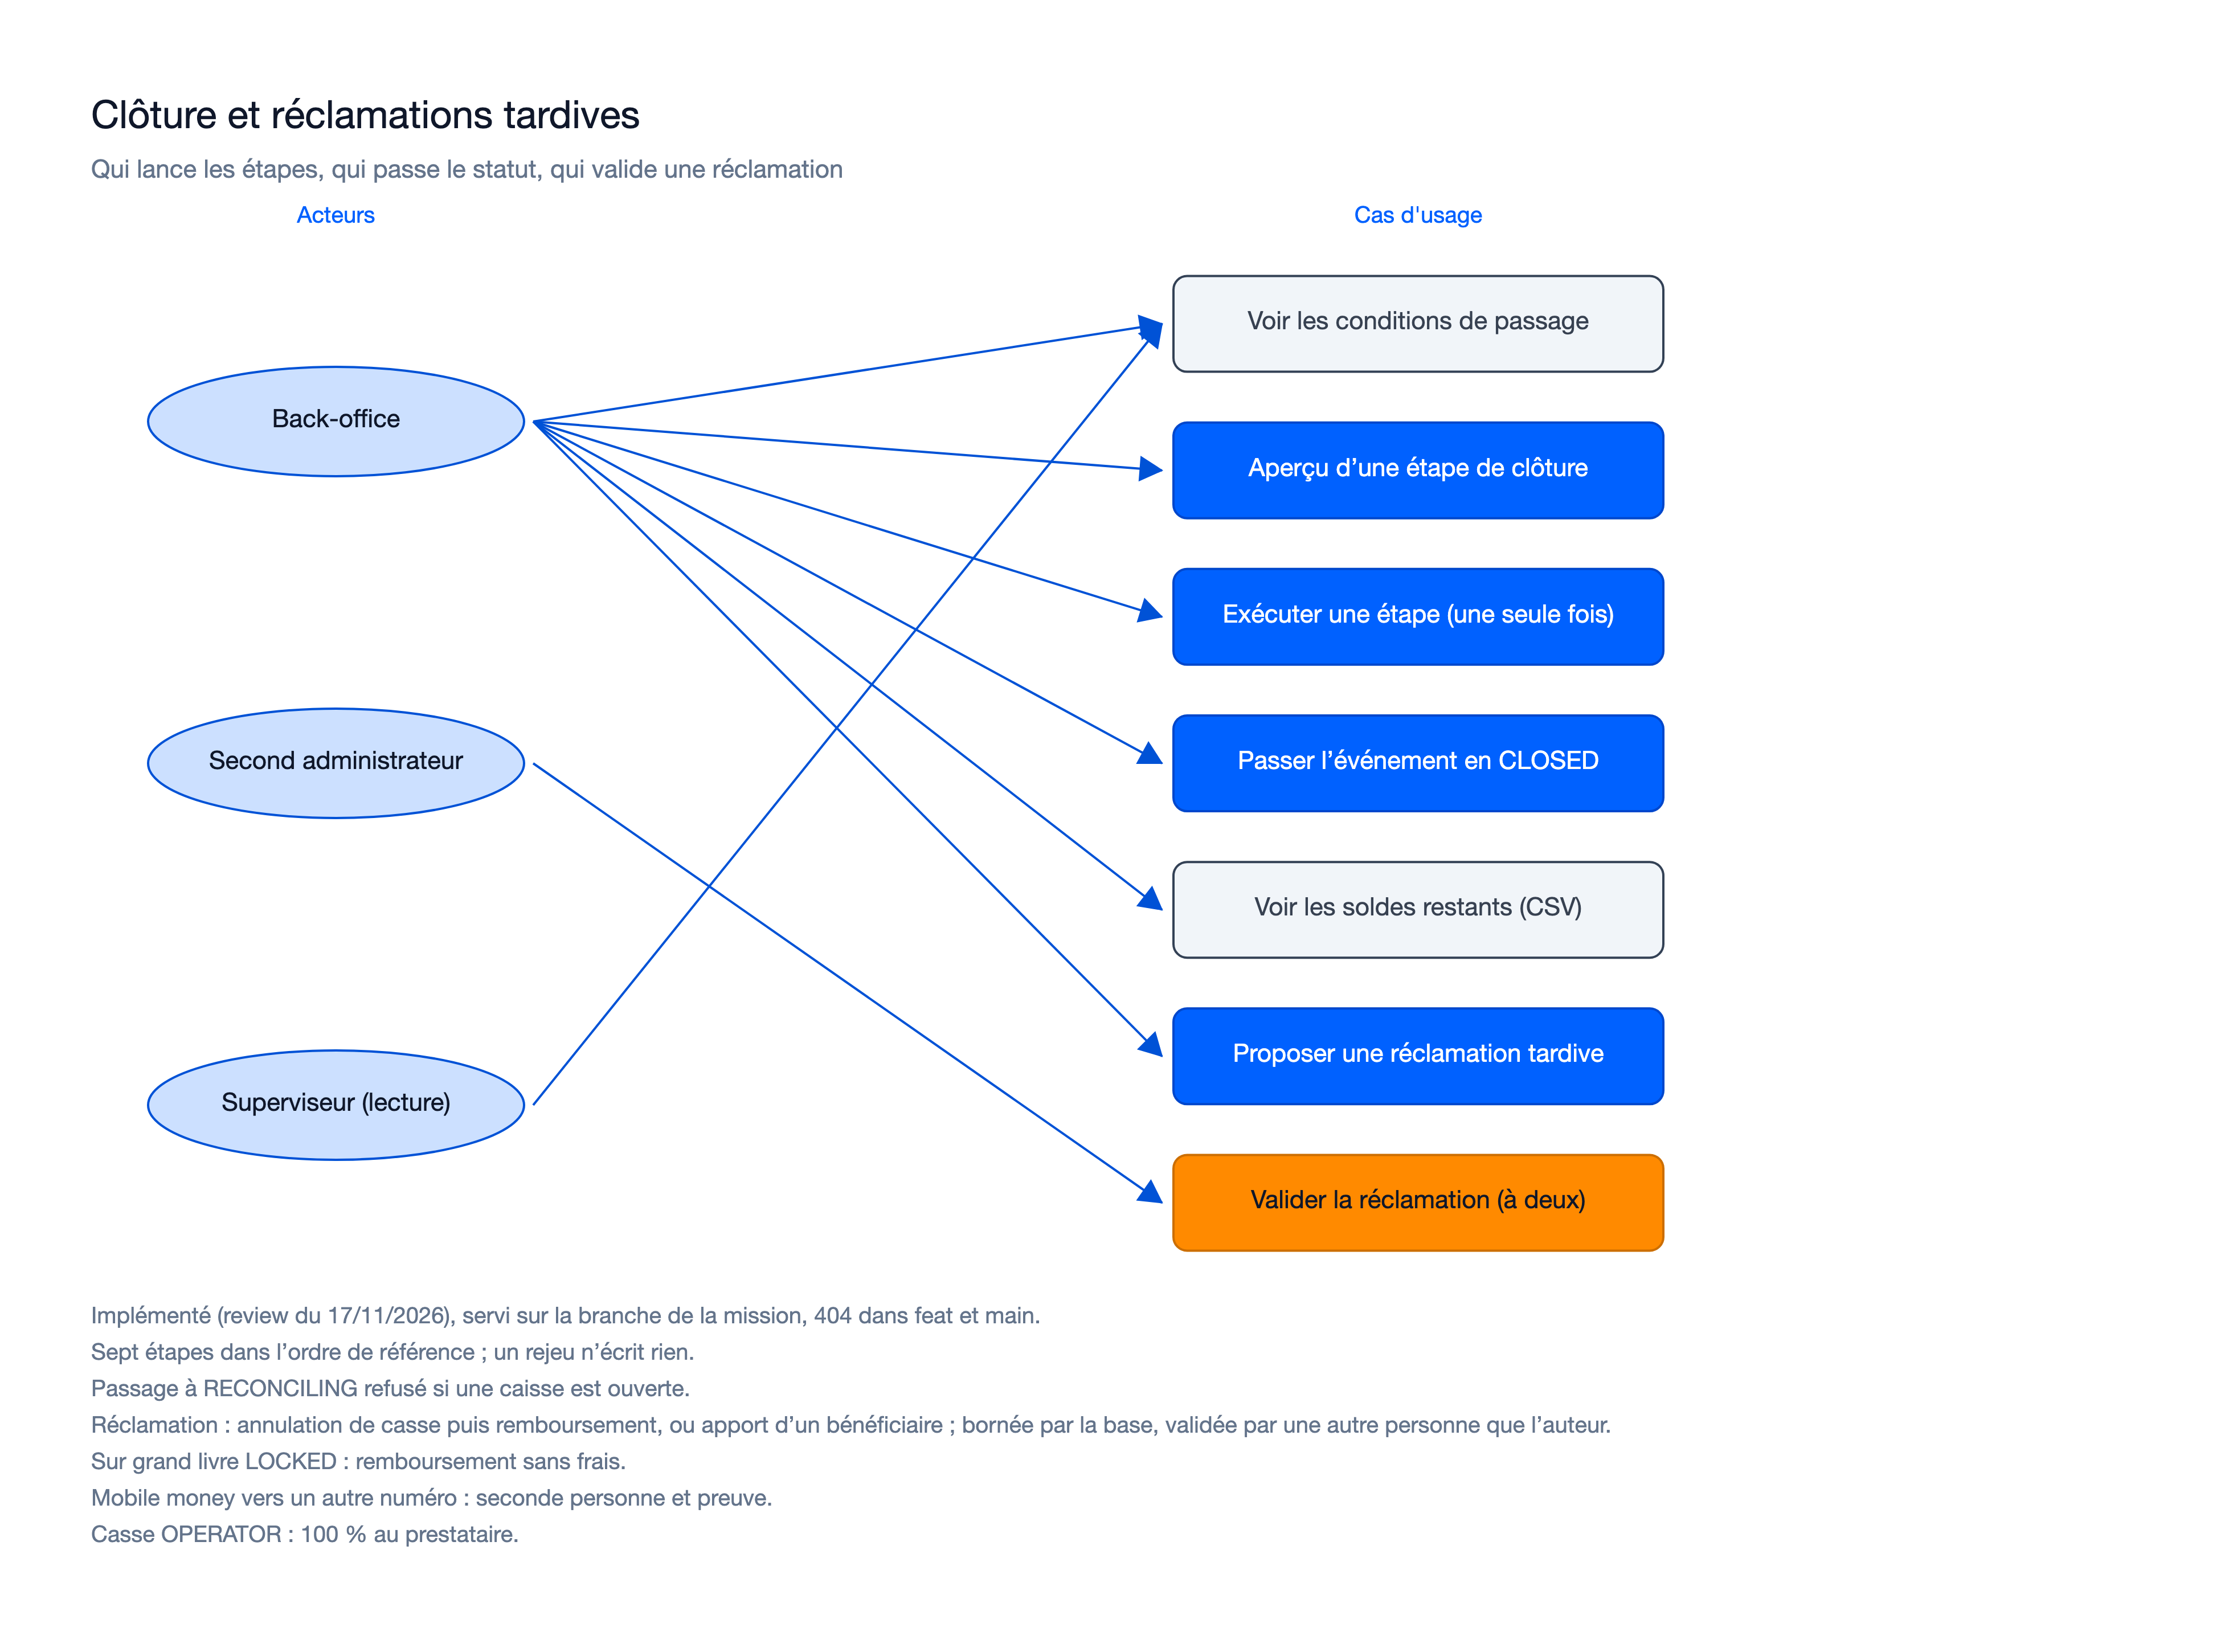 Clôture et réclamations tardives
Qui lance les étapes, qui passe le statut, qui valide une réclamation
Acteurs
Cas d'usage
Voir les conditions de passage
Back-office
Aperçu d’une étape de clôture
Exécuter une étape (une seule fois)
Second administrateur
Passer l’événement en CLOSED
Voir les soldes restants (CSV)
Proposer une réclamation tardive
Superviseur (lecture)
Valider la réclamation (à deux)
Implémenté (review du 17/11/2026), servi sur la branche de la mission, 404 dans feat et main.
Sept étapes dans l’ordre de référence ; un rejeu n’écrit rien.
Passage à RECONCILING refusé si une caisse est ouverte.
Réclamation : annulation de casse puis remboursement, ou apport d’un bénéficiaire ; bornée par la base, validée par une autre personne que l’auteur.
Sur grand livre LOCKED : remboursement sans frais.
Mobile money vers un autre numéro : seconde personne et preuve.
Casse OPERATOR : 100 % au prestataire.